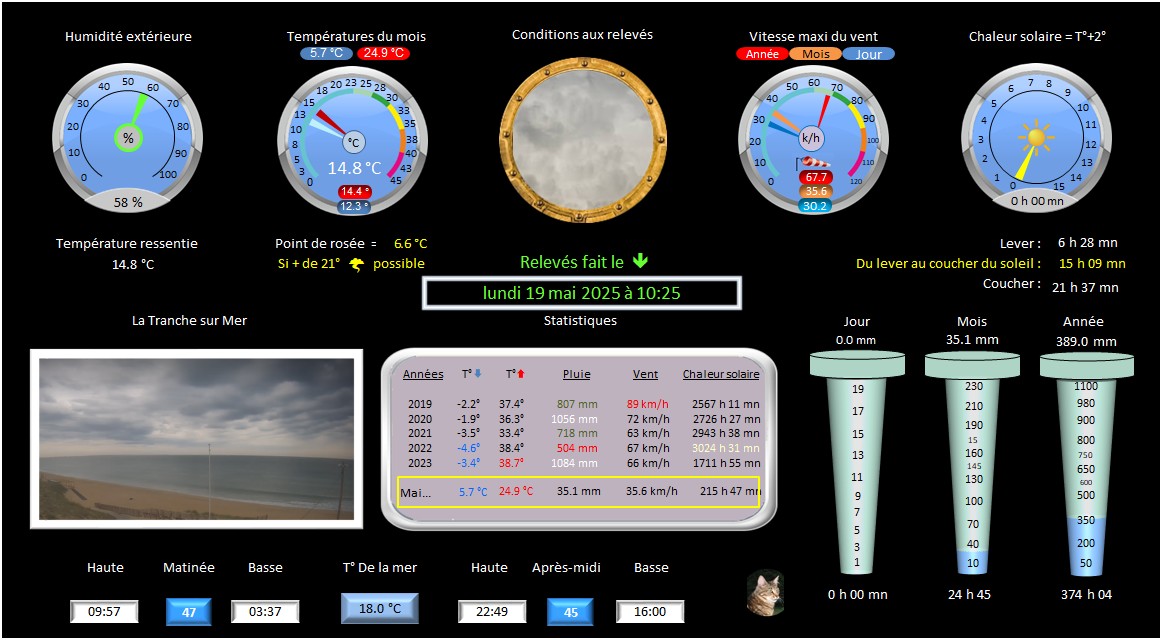 Humidité extérieure
Températures du mois
Conditions aux relevés
Vitesse maxi du vent
Chaleur solaire = T°+2°
5.7 °C 24.9 °C
Année Mois Jour
0 10 20 30 40 50 60 70 80 90 100
%
58 %
0 3 5 8 10 13 15 18 20 23 25 28 30 33 35 38 40 43 45
°C
14.8 °C
14.4 °
12.3 °
0 10 20 30 40 50 60 70 80 90 100 110 120
k/h
67.7
35.6
30.2
0 1 2 3 4 5 6 7 8 9 10 11 12 13 14 15
0 h 00 mn
Température ressentie
14.8 °C
Point de rosée = 6.6 °C
Si + de 21° possible
Relevés fait le
lundi 19 mai 2025 à 10:25
Lever : 6 h 28 mn
Du lever au coucher du soleil : 15 h 09 mn
Coucher : 21 h 37 mn
La Tranche sur Mer
Statistiques
Années T° T° Pluie Vent Chaleur solaire
2019 -2.2° 37.4° 807 mm 89 km/h 2567 h 11 mn
2020 -1.9° 36.3° 1056 mm 72 km/h 2726 h 27 mn
2021 -3.5° 33.4° 718 mm 63 km/h 2943 h 38 mn
2022 -4.6° 38.4° 504 mm 67 km/h 3024 h 31 mn
2023 -3.4° 38.7° 1084 mm 66 km/h 1711 h 55 mn
Mai... 5.7 °C 24.9 °C 35.1 mm 35.6 km/h 215 h 47 mn
Jour
0.0 mm
19
17
15
13
11
9
7
5
3
1
0 h 00 mn
Mois
35.1 mm
230
210
190
15
160
145
130
100
70
40
10
24 h 45
Année
389.0 mm
1100
980
900
800
750
650
600
500
350
200
50
374 h 04
Haute Matinée Basse T° De la mer Haute Après-midi Basse
09:57 47 03:37 18.0 °C 22:49 45 16:00